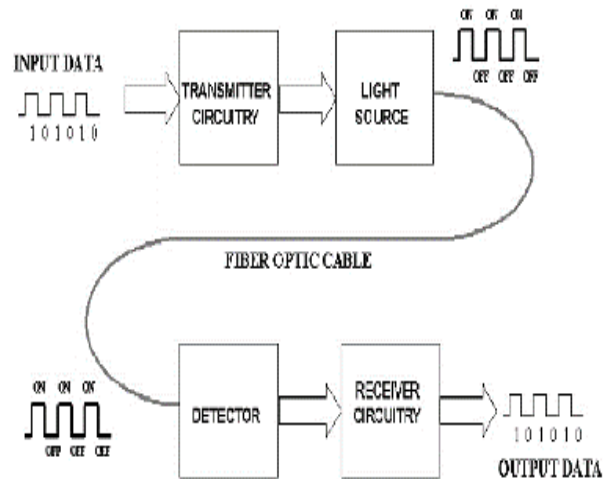 ON ON ON
OFF OFF OFF
INPUT DATA
1 0 1 0 1 0
TRANSMITTER
CIRCUITRY
LIGHT
SOURCE
FIBER OPTIC CABLE
ON ON ON
OFF OFF OFF
DETECTOR
RECEIVER
CIRCUITRY
1 0 1 0 1 0
OUTPUT DATA